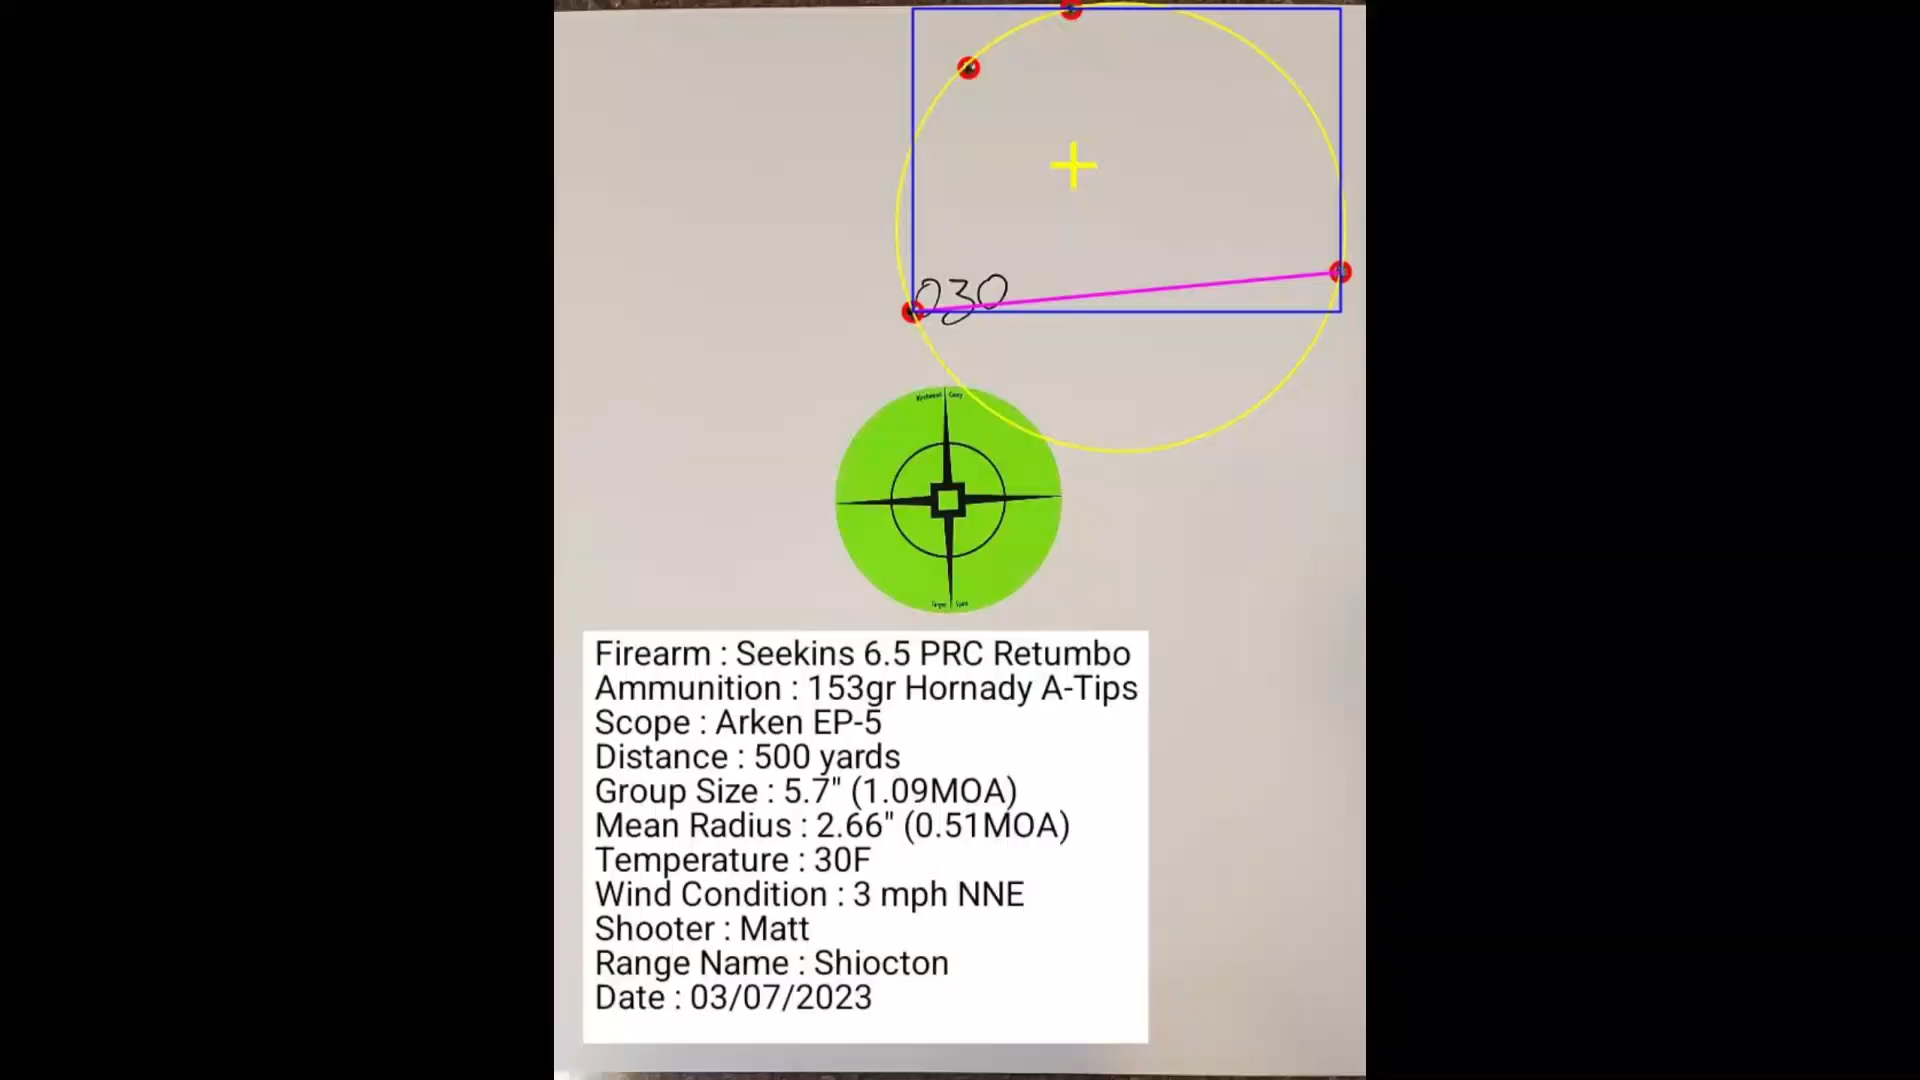 030
Firearm : Seekins 6.5 PRC Retumbo
Ammunition : 153gr Hornady A-Tips
Scope : Arken EP-5
Distance : 500 yards
Group Size : 5.7" (1.09MOA)
Mean Radius : 2.66" (0.51MOA)
Temperature : 30F
Wind Condition : 3 mph NNE
Shooter : Matt
Range Name : Shiocton
Date : 03/07/2023